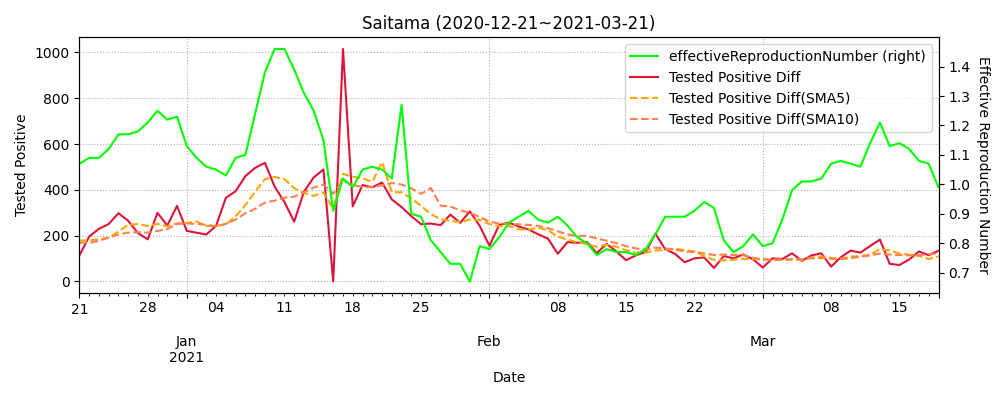 Saitama (2020-12-21~2021-03-21)
effectiveReproductionNumber (right)
Tested Positive Diff
Tested Positive Diff(SMA5)
Tested Positive Diff(SMA10)
Tested Positive
1000
800
600
400
200
0
1.4
1.3
1.2
1.1
1.0
0.9
0.8
0.7
Effective Reproduction Number
21 28 04 11 18 25 08 15 22 08 15
Jan Feb Mar
2021
Date